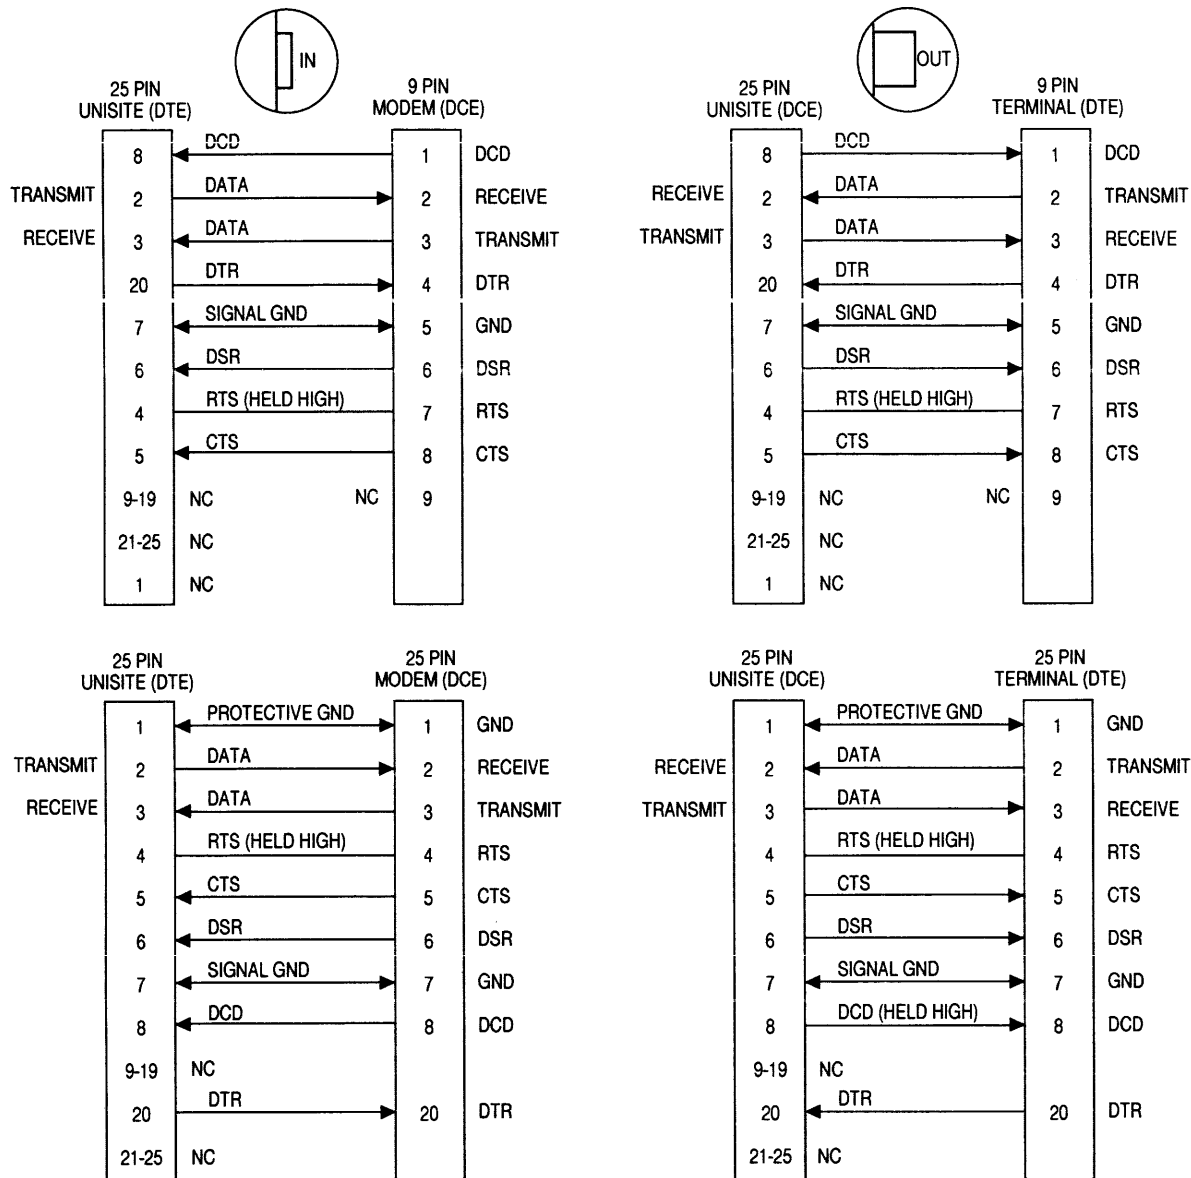 IN
25 PIN
UNISITE (DTE)
9 PIN
MODEM (DCE)
8 DCD 1 DCD
TRANSMIT 2 DATA 2 RECEIVE
RECEIVE 3 DATA 3 TRANSMIT
20 DTR 4 DTR
7 SIGNAL GND 5 GND
6 DSR 6 DSR
4 RTS (HELD HIGH) 7 RTS
5 CTS 8 CTS
9-19 NC NC 9
21-25 NC
1 NC
OUT
25 PIN
UNISITE (DCE)
9 PIN
TERMINAL (DTE)
8 DCD 1 DCD
RECEIVE 2 DATA 2 TRANSMIT
TRANSMIT 3 DATA 3 RECEIVE
20 DTR 4 DTR
7 SIGNAL GND 5 GND
6 DSR 6 DSR
4 RTS (HELD HIGH) 7 RTS
5 CTS 8 CTS
9-19 NC NC 9
21-25 NC
1 NC
25 PIN
UNISITE (DTE)
25 PIN
MODEM (DCE)
1 PROTECTIVE GND 1 GND
TRANSMIT 2 DATA 2 RECEIVE
RECEIVE 3 DATA 3 TRANSMIT
4 RTS (HELD HIGH) 4 RTS
5 CTS 5 CTS
6 DSR 6 DSR
7 SIGNAL GND 7 GND
8 DCD 8 DCD
9-19 NC
20 DTR 20 DTR
21-25 NC
25 PIN
UNISITE (DCE)
25 PIN
TERMINAL (DTE)
1 PROTECTIVE GND 1 GND
RECEIVE 2 DATA 2 TRANSMIT
TRANSMIT 3 DATA 3 RECEIVE
4 RTS (HELD HIGH) 4 RTS
5 CTS 5 CTS
6 DSR 6 DSR
7 SIGNAL GND 7 GND
8 DCD (HELD HIGH) 8 DCD
9-19 NC
20 DTR 20 DTR
21-25 NC